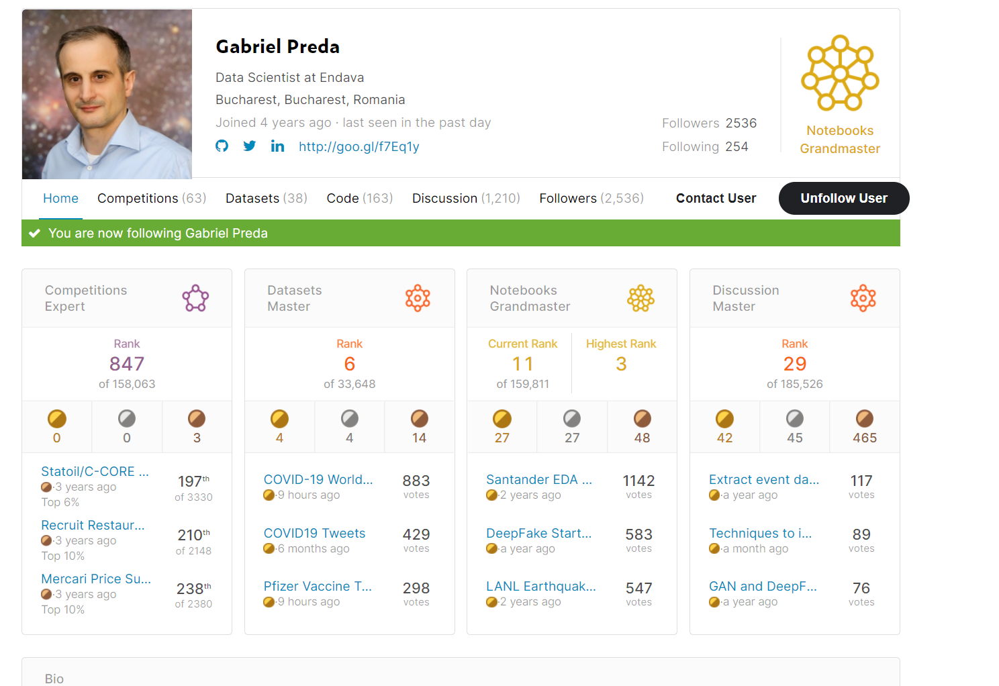 Gabriel Preda
Data Scientist at Endava
Bucharest, Bucharest, Romania
Joined 4 years ago · last seen in the past day
http://goo.gl/f7Eq1y
Followers 2536
Following 254
Notebooks
Grandmaster
Home Competitions (63) Datasets (38) Code (163) Discussion (1,210) Followers (2,536) Contact User Unfollow User
You are now following Gabriel Preda
Competitions
Expert
Rank
847
of 158,063
0 0 3
Statoil/C-CORE ...
·3 years ago
Top 6%
197th
of 3330
Recruit Restaur...
·3 years ago
Top 10%
210th
of 2148
Mercari Price Su...
·3 years ago
Top 10%
238th
of 2380
Datasets
Master
Rank
6
of 33,648
4 4 14
COVID-19 World...
·9 hours ago
883
votes
COVID19 Tweets
·6 months ago
429
votes
Pfizer Vaccine T...
·9 hours ago
298
votes
Notebooks
Grandmaster
Current Rank
11
of 159,811
Highest Rank
3
27 27 48
Santander EDA ...
·2 years ago
1142
votes
DeepFake Start...
·a year ago
583
votes
LANL Earthquak...
·2 years ago
547
votes
Discussion
Master
Rank
29
of 185,526
42 45 465
Extract event da...
·a year ago
117
votes
Techniques to i...
·a month ago
89
votes
GAN and DeepF...
·a year ago
76
votes
Bio